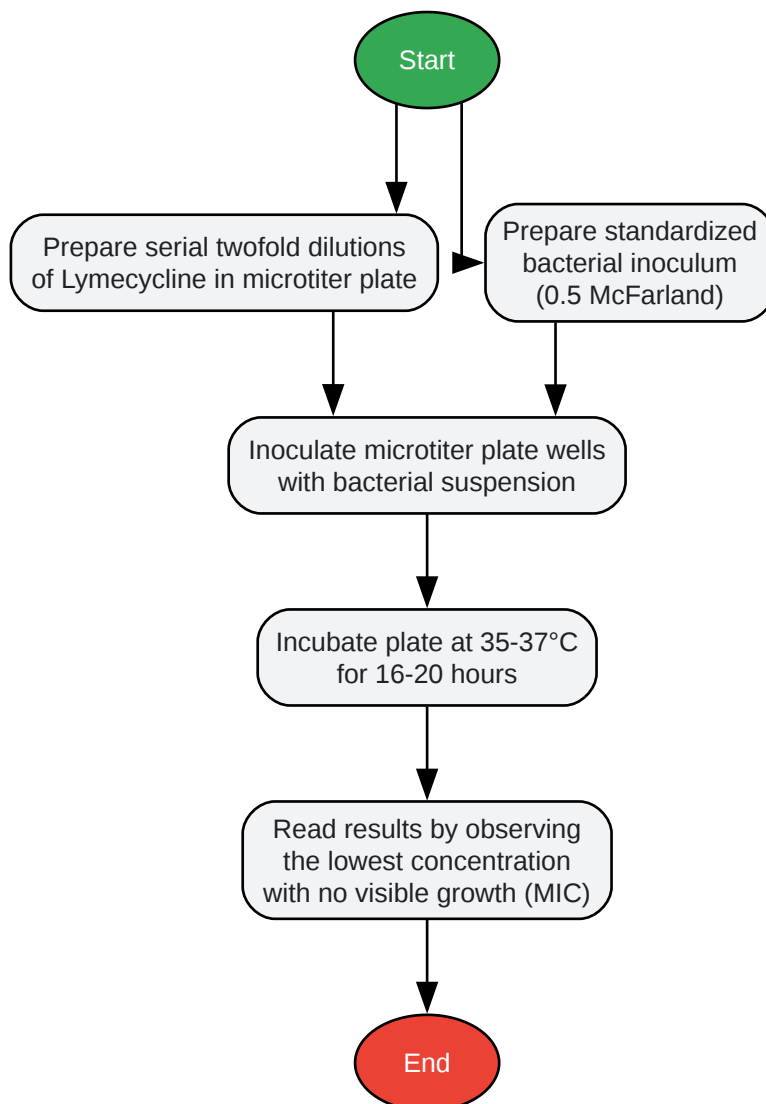 Start
Prepare serial twofold dilutions
of Lymecycline in microtiter plate
Prepare standardized
bacterial inoculum
(0.5 McFarland)
Inoculate microtiter plate wells
with bacterial suspension
Incubate plate at 35-37°C
for 16-20 hours
Read results by observing
the lowest concentration
with no visible growth (MIC)
End